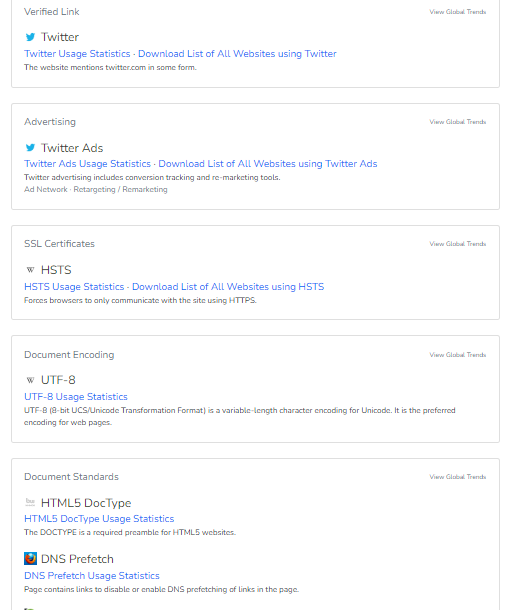 Verified Link
View Global Trends
Twitter
Twitter Usage Statistics · Download List of All Websites using Twitter
The website mentions twitter.com in some form.
Advertising
View Global Trends
Twitter Ads
Twitter Ads Usage Statistics · Download List of All Websites using Twitter Ads
Twitter advertising includes conversion tracking and re-marketing tools.
Ad Network · Retargeting / Remarketing
SSL Certificates
View Global Trends
W HSTS
HSTS Usage Statistics · Download List of All Websites using HSTS
Forces browsers to only communicate with the site using HTTPS.
Document Encoding
View Global Trends
W UTF-8
UTF-8 Usage Statistics
UTF-8 (8-bit UCS/Unicode Transformation Format) is a variable-length character encoding for Unicode. It is the preferred
encoding for web pages.
Document Standards
View Global Trends
HTML5 DocType
HTML5 DocType Usage Statistics
The DOCTYPE is a required preamble for HTML5 websites.
DNS Prefetch
DNS Prefetch Usage Statistics
Page contains links to disable or enable DNS prefetching of links in the page.